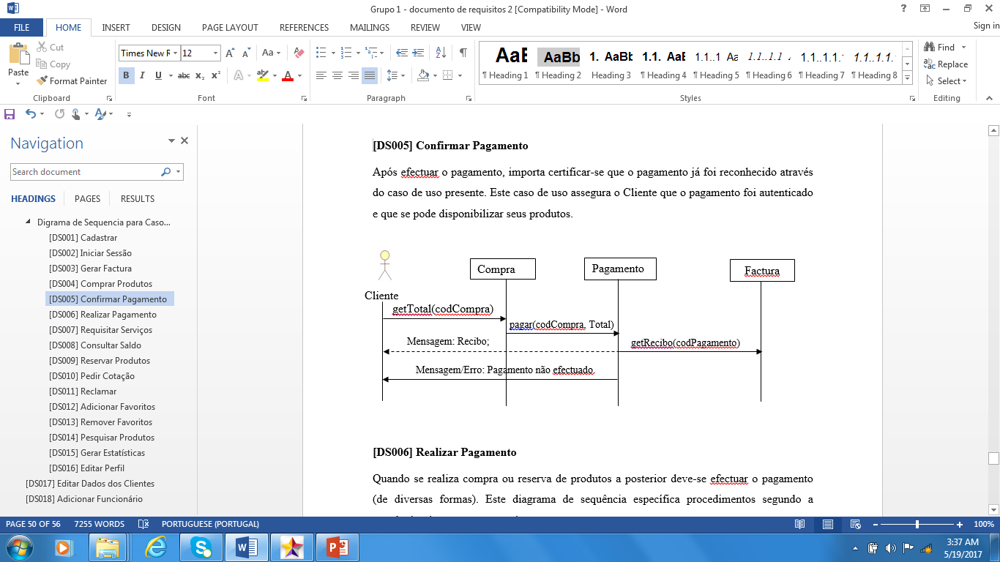 Grupo 1 - documento de requisitos 2 [Compatibility Mode] - Word
FILE HOME INSERT DESIGN PAGE LAYOUT REFERENCES MAILINGS REVIEW VIEW Sign in
Paste
Cut
Copy
Format Painter
Clipboard
Times New R 12
Font
Paragraph
AaB AaBb 1. AaBb 1.1. AaB 1.1..1 Aa 1.1..1.1 A 1.1..1.1. 1.1..1.1.
¶ Heading 1 ¶ Heading 2 Heading 3 ¶ Heading 4 ¶ Heading 5 ¶ Heading 6 ¶ Heading 7 ¶ Heading 8
Styles
Find
Replace
Select
Editing
Navigation
Search document
HEADINGS PAGES RESULTS
Digrama de Sequencia para Caso...
[DS001] Cadastrar
[DS002] Iniciar Sessão
[DS003] Gerar Factura
[DS004] Comprar Produtos
[DS005] Confirmar Pagamento
[DS006] Realizar Pagamento
[DS007] Requisitar Serviços
[DS008] Consultar Saldo
[DS009] Reservar Produtos
[DS010] Pedir Cotação
[DS011] Reclamar
[DS012] Adicionar Favoritos
[DS013] Remover Favoritos
[DS014] Pesquisar Produtos
[DS015] Gerar Estatísticas
[DS016] Editar Perfil
[DS017] Editar Dados dos Clientes
[DS018] Adicionar Funcionário
[DS005] Confirmar Pagamento
Após efectuar o pagamento, importa certificar-se que o pagamento já foi reconhecido através
do caso de uso presente. Este caso de uso assegura o Cliente que o pagamento foi autenticado
e que se pode disponibilizar seus produtos.
Compra
Pagamento
Factura
Cliente
getTotal(codCompra)
pagar(codCompra, Total)
Mensagem: Recibo;
getRecibo(codPagamento)
Mensagem/Erro: Pagamento não efectuado.
[DS006] Realizar Pagamento
Quando se realiza compra ou reserva de produtos a posterior deve-se efectuar o pagamento
(de diversas formas). Este diagrama de sequência específica procedimentos segundo a
PAGE 50 OF 56 7255 WORDS PORTUGUESE (PORTUGAL) 100%
3:37 AM
5/19/2017